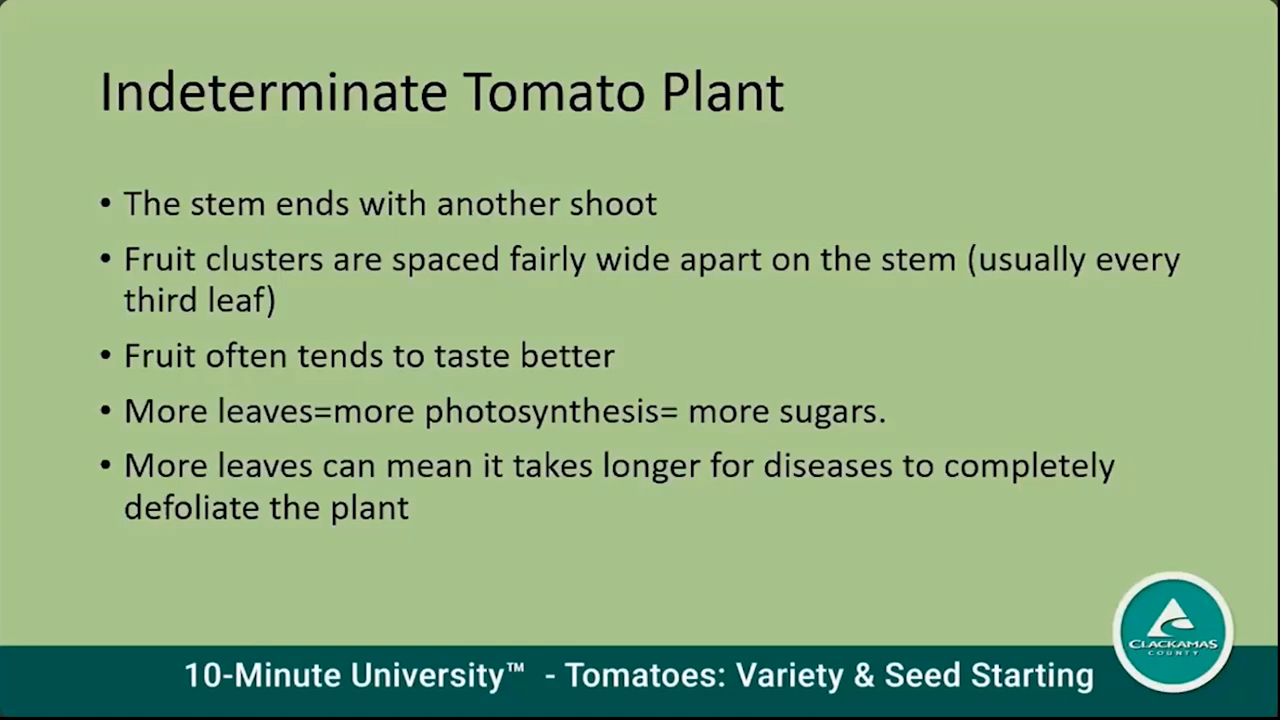 Indeterminate Tomato Plant
• The stem ends with another shoot
• Fruit clusters are spaced fairly wide apart on the stem (usually every
third leaf)
• Fruit often tends to taste better
• More leaves=more photosynthesis= more sugars.
• More leaves can mean it takes longer for diseases to completely
defoliate the plant
CLACKAMAS
COUNTY
10-Minute University™ - Tomatoes: Variety & Seed Starting